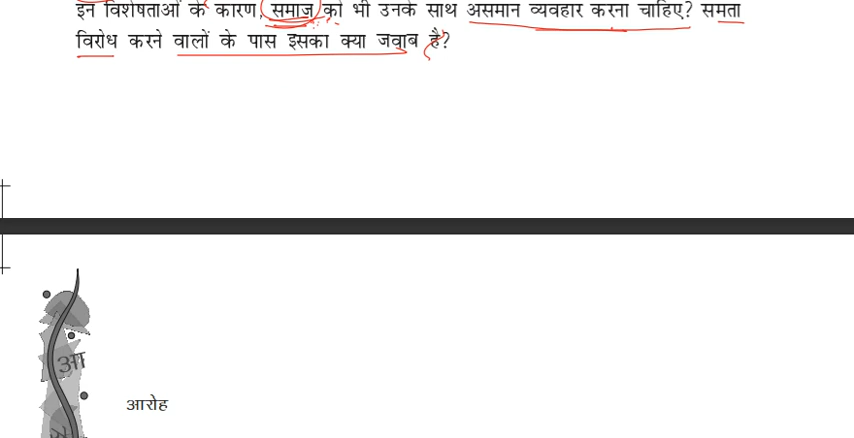 इन विशेषताओं के कारण, समाज को भी उनके साथ असमान व्यवहार करना चाहिए? समता
विरोध करने वालों के पास इसका क्या जवाब है?
आ
आरोह